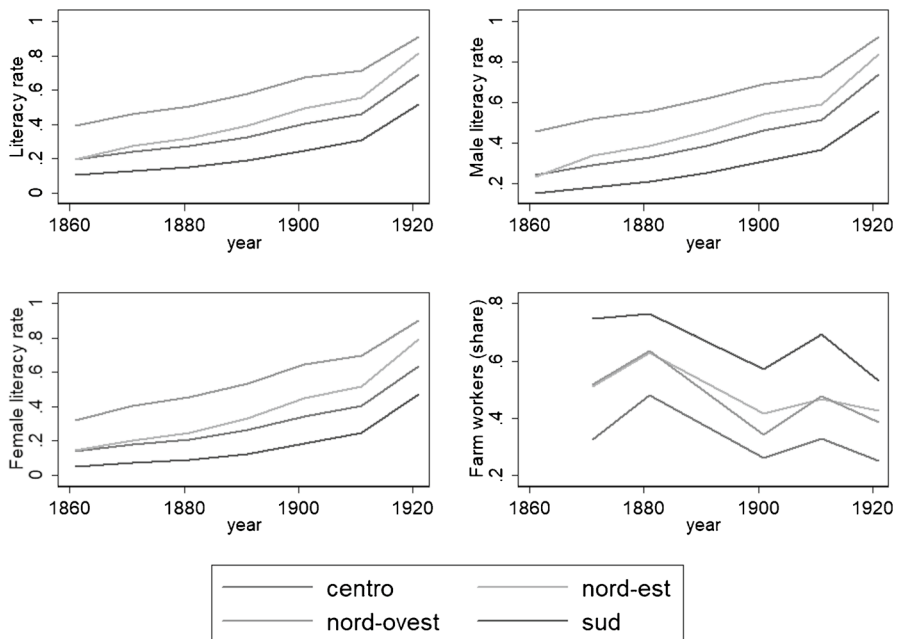 Literacy rate
0 .2 .4 .6 .8 1
1860 1880 1900 1920
year
Male literacy rate
.2 .4 .6 .8 1
1860 1880 1900 1920
year
Female literacy rate
0 .2 .4 .6 .8 1
1860 1880 1900 1920
year
Farm workers (share)
.2 .4 .6 .8
1860 1880 1900 1920
year
centro nord-est
nord-ovest sud